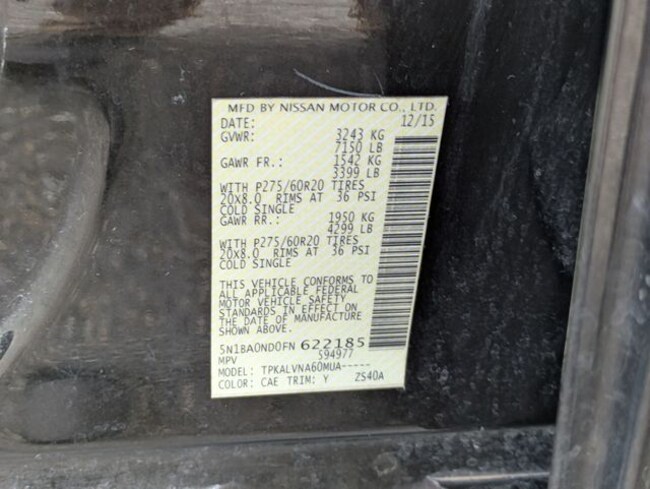 MFD BY NISSAN MOTOR CO., LTD.
DATE: 12/15
GVWR: 3243 KG
7150 LB
GAWR FR.: 1542 KG
3399 LB
WITH P275/60R20 TIRES
20x8.0 RIMS AT 36 PSI
COLD SINGLE
GAWR RR.: 1950 KG
4299 LB
WITH P275/60R20 TIRES
20x8.0 RIMS AT 36 PSI
COLD SINGLE
THIS VEHICLE CONFORMS TO
ALL APPLICABLE FEDERAL
MOTOR VEHICLE SAFETY
STANDARDS IN EFFECT ON
THE DATE OF MANUFACTURE
SHOWN ABOVE.
5N1BA0ND0FN 622185
MPV 594977
MODEL: TPKALVNA60MUA-----
COLOR: CAE TRIM: Y ZS40A